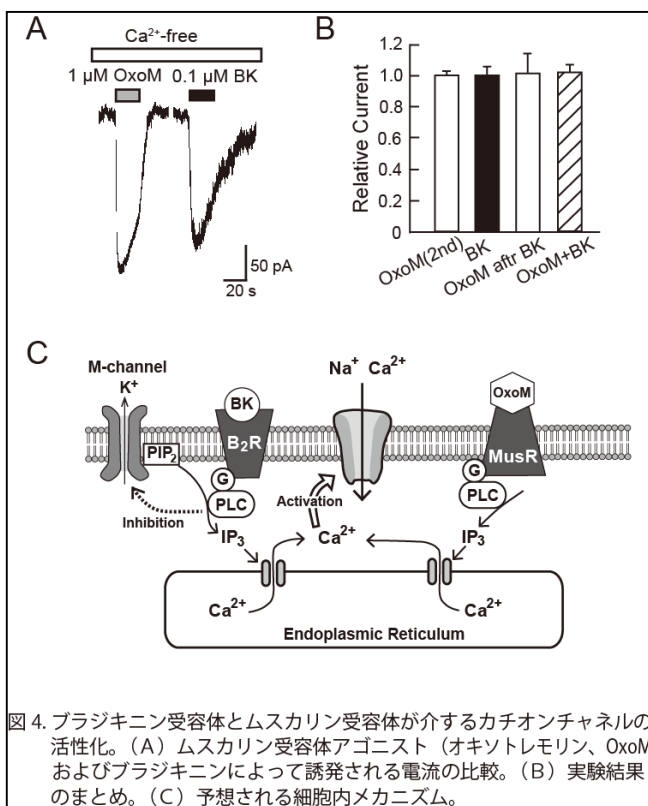 A
Ca²⁺-free
1 µM OxoM 0.1 µM BK
50 pA
20 s
B
Relative Current
1.2
1.0
0.8
0.6
0.4
0.2
0
OxoM(2nd)
BK
OxoM aftr BK
OxoM+BK
C
M-channel
K⁺
Na⁺ Ca²⁺
OxoM
BK
PIP₂
B₂R
MusR
G
PLC
G
PLC
Inhibition
Activation
IP₃
Ca²⁺
IP₃
Ca²⁺
Ca²⁺
Endoplasmic Reticulum
図 4. ブラジキニン受容体とムスカリン受容体が介するカチオンチャネルの
活性化。（A）ムスカリン受容体アゴニスト（オキソトレモリン、OxoM
およびブラジキニンによって誘発される電流の比較。（B）実験結果
のまとめ。（C）予想される細胞内メカニズム。